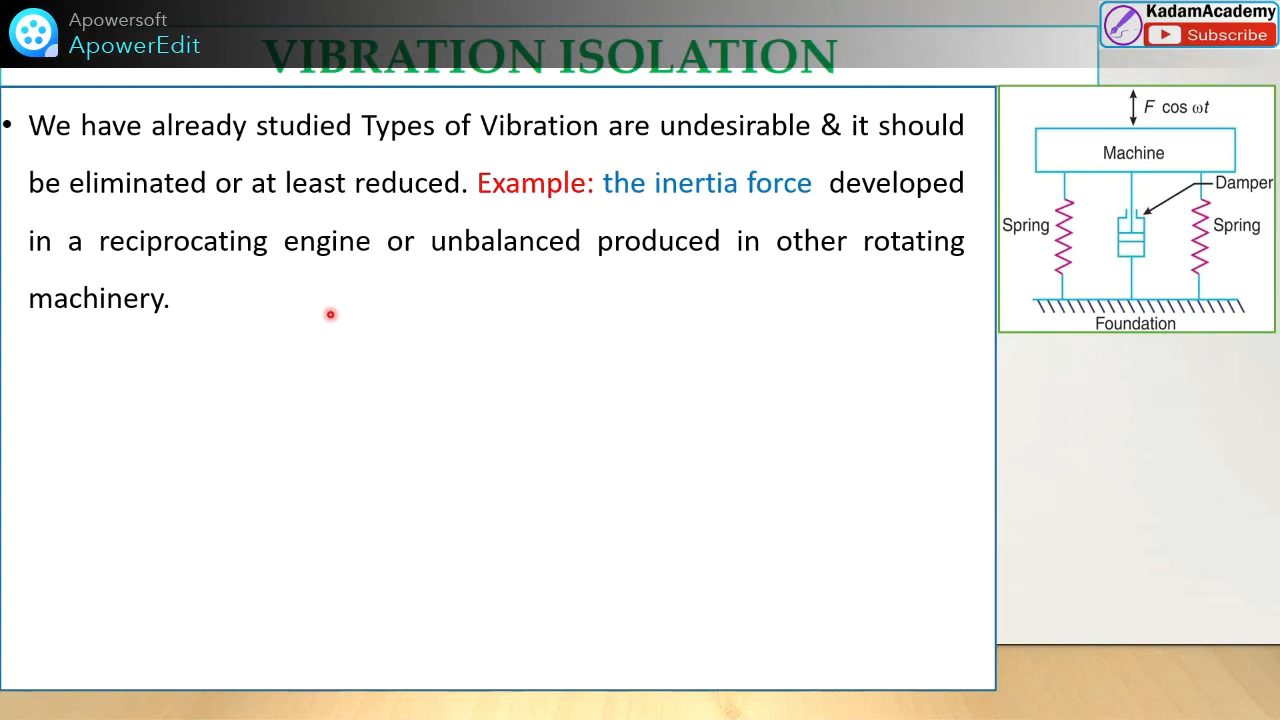 Apowersoft
ApowerEdit
VIBRATION ISOLATION
KadamAcademy
Subscribe
• We have already studied Types of Vibration are undesirable & it should
be eliminated or at least reduced. Example: the inertia force developed
in a reciprocating engine or unbalanced produced in other rotating
machinery.
F cos ωt
Machine
Damper
Spring
Spring
Foundation